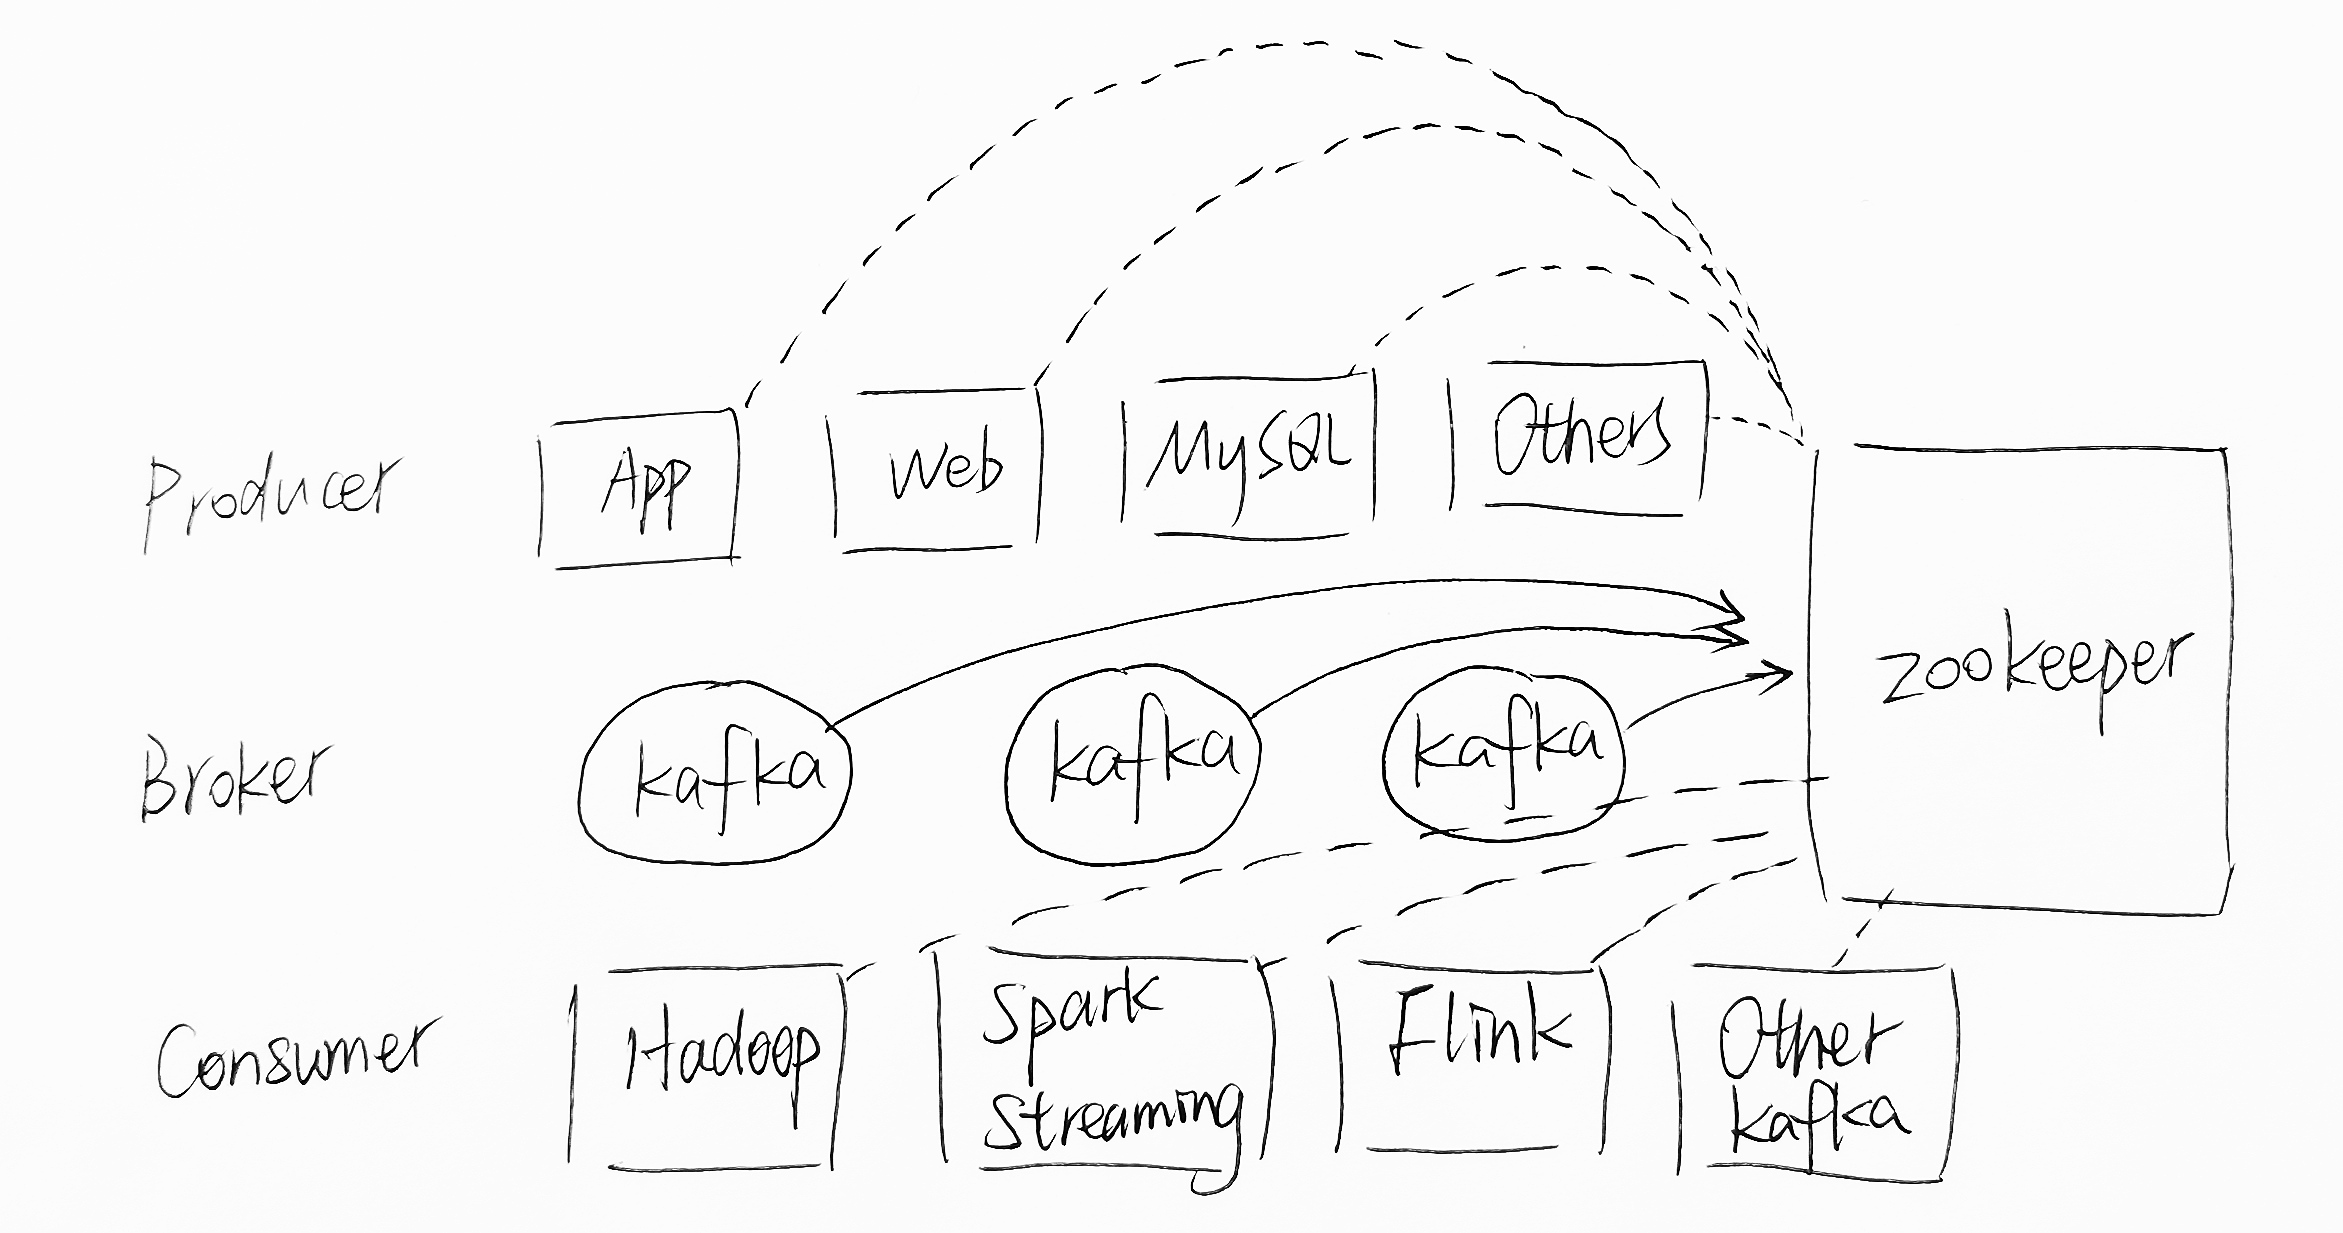 Producer
App
Web
MySQL
Others
zookeeper
Broker
kafka
kafka
kafka
Consumer
Hadoop
Spark
Streaming
Flink
Other
kafka